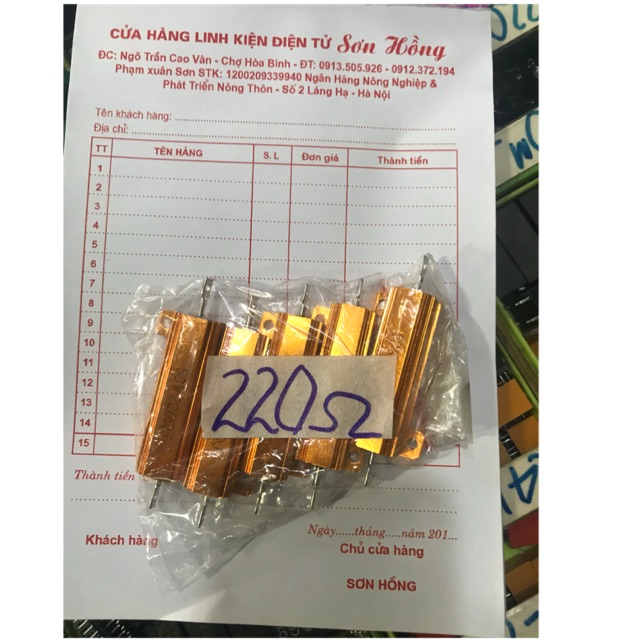 CỬA HÀNG LINH KIỆN ĐIỆN TỬ Sơn Hồng
ĐC: Ngõ Trần Cao Vân - Chợ Hòa Bình - ĐT: 0913.505.926 - 0912.372.194
Phạm xuân Sơn STK: 1200209339940 Ngân Hàng Nông Nghiệp &
Phát Triển Nông Thôn - Số 2 Láng Hạ - Hà Nội
Tên khách hàng:
Địa chỉ:
TT TÊN HÀNG S. L Đơn giá Thành tiền
1
2
3
4
5
6
7
8
9
10
11
12
13
14
15
220Ω
Thành tiền
Ngày......tháng.....năm 201...
Khách hàng
Chủ cửa hàng
SƠN HỒNG